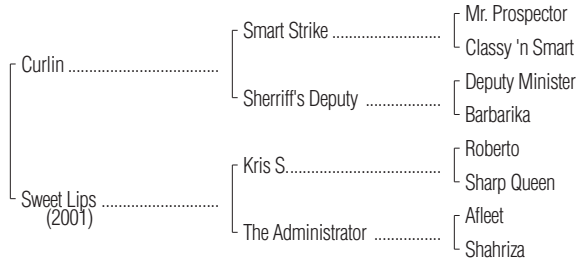 Mr. Prospector
Smart Strike ....................
Classy 'n Smart
Curlin ............................
Deputy Minister
Sherriff's Deputy ..............
Barbarika
Roberto
Kris S. ............................
Sharp Queen
Sweet Lips ......................
(2001)
Afleet
The Administrator ............
Shahriza